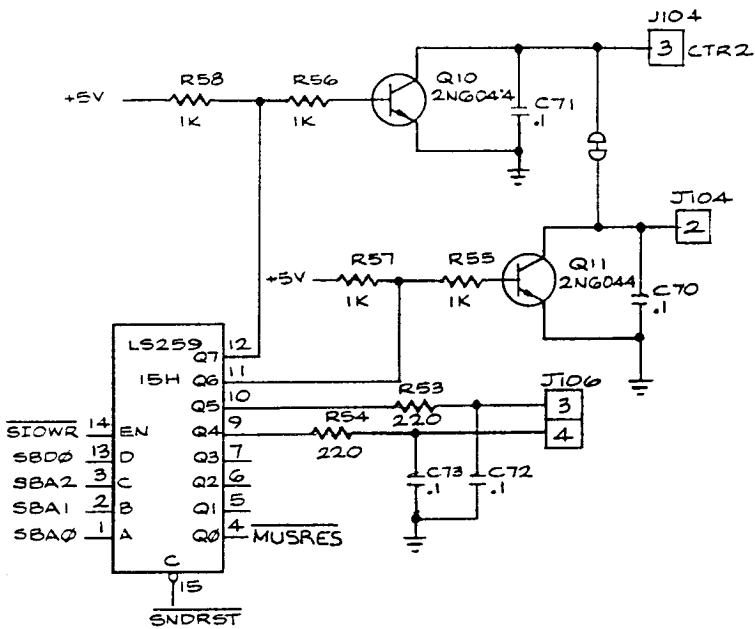 J104
3 CTR2
R58
R56
Q10
2N6044
+5V
1K
1K
C71
.1
J104
2
R57
R55
Q11
2N6044
+5V
1K
1K
C70
.1
LS259
15H
Q7 12
Q6 11
Q5 10
Q4 9
Q3 7
Q2 6
Q1 5
Q0 4 MUSRES
SIOWR 14 EN
SBDØ 13 D
SBA2 3 C
SBA1 2 B
SBAØ 1 A
C
15
SNDRST
R53
220
R54
220
J106
3
4
C73
.1
C72
.1